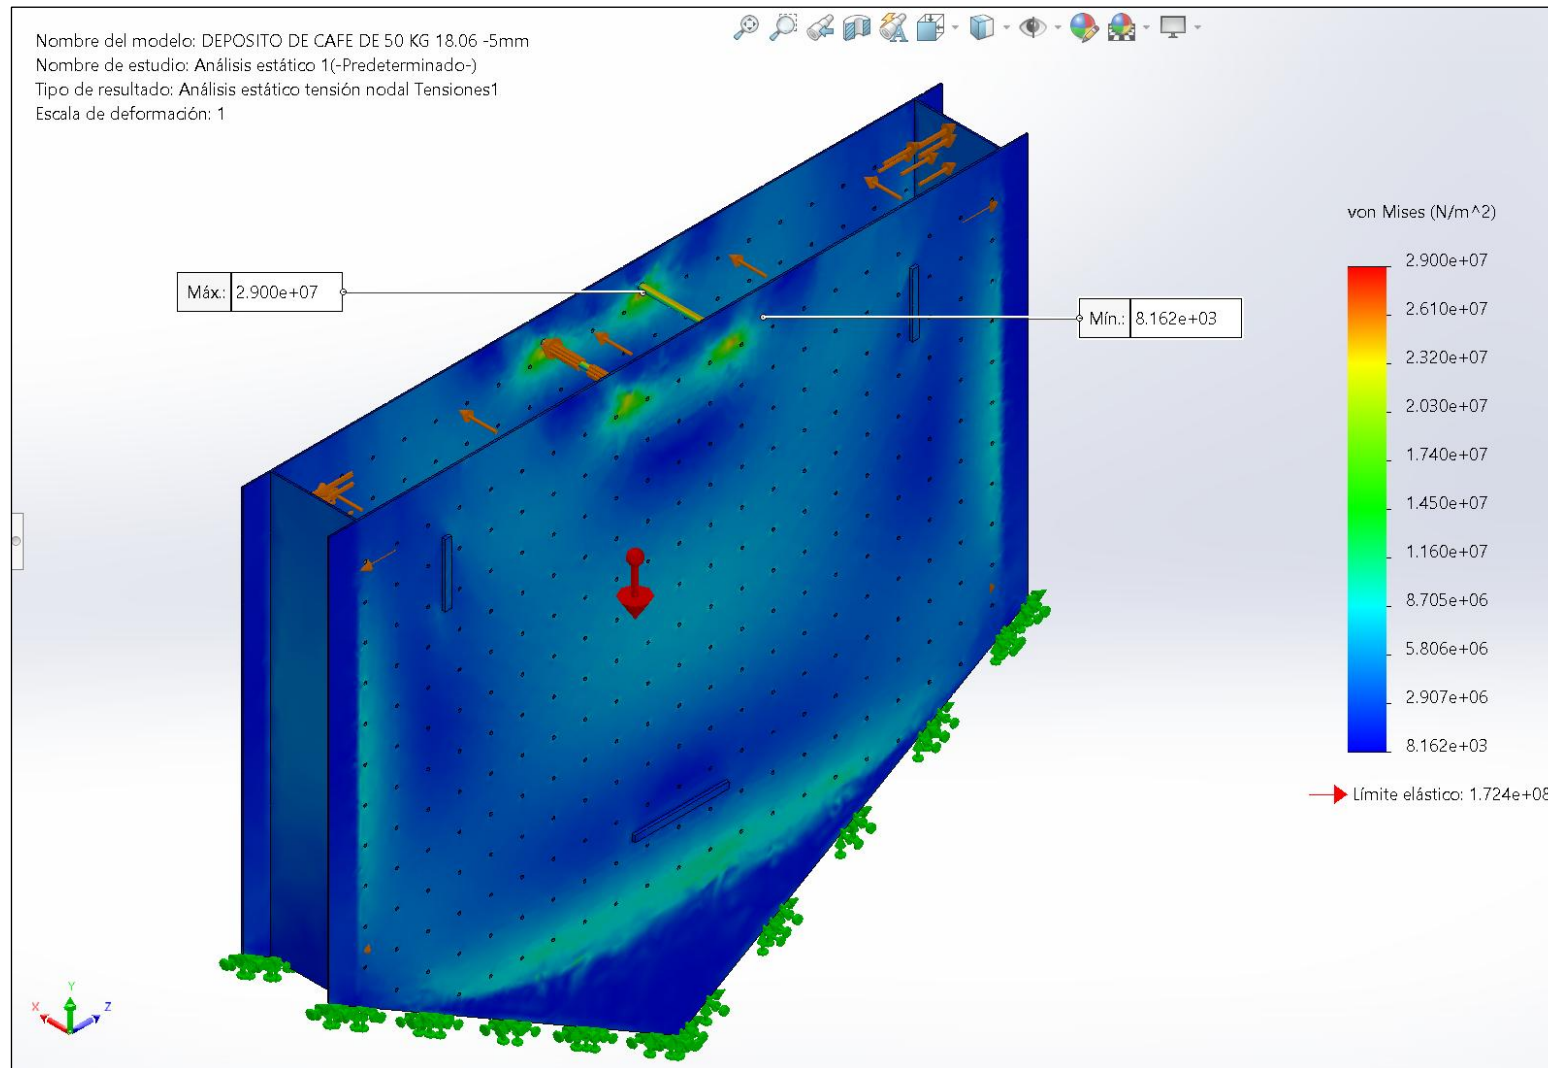 Nombre del modelo: DEPOSITO DE CAFE DE 50 KG 18.06 -5mm
Nombre de estudio: Análisis estático 1(-Predeterminado-)
Tipo de resultado: Análisis estático tensión nodal Tensiones1
Escala de deformación: 1
von Mises (N/m^2)
2.900e+07
2.610e+07
2.320e+07
2.030e+07
1.740e+07
1.450e+07
1.160e+07
8.705e+06
5.806e+06
2.907e+06
8.162e+03
Límite elástico: 1.724e+08
Máx.: 2.900e+07
Mín.: 8.162e+03
X
Y
Z